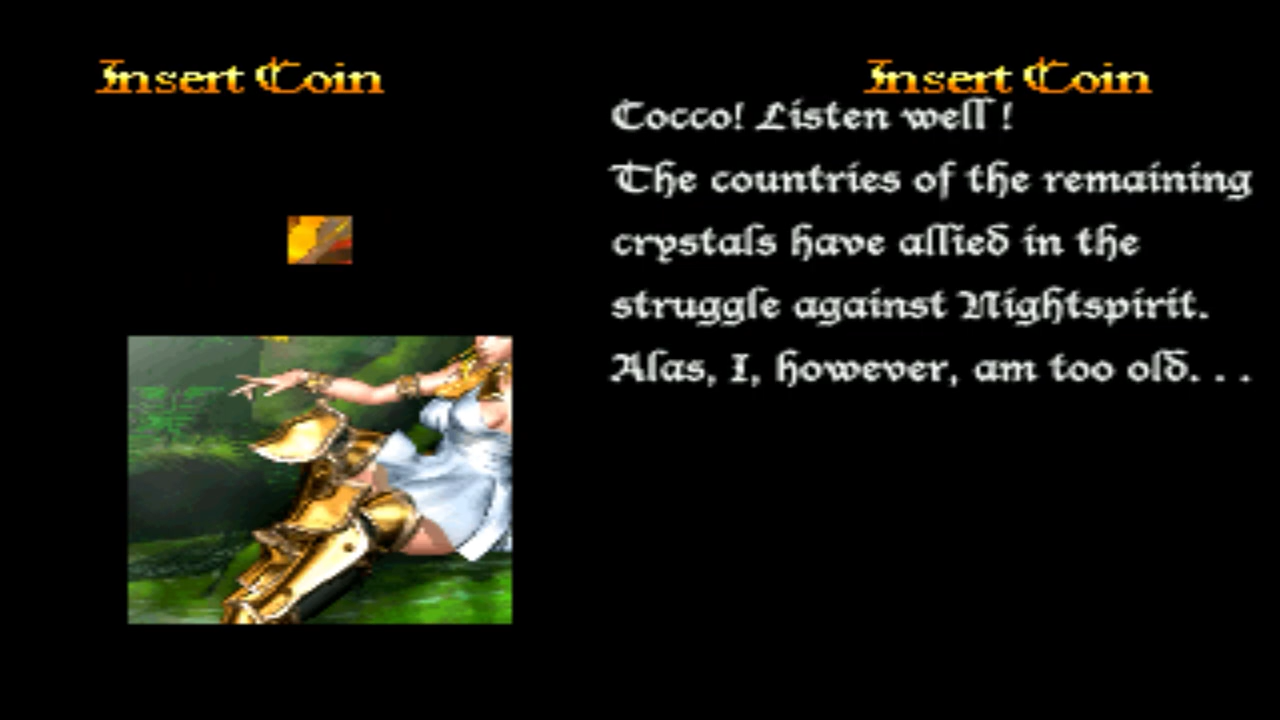 Insert Coin
Insert Coin
Cocco! Listen well !
The countries of the remaining
crystals have allied in the
struggle against Nightspirit.
Alas, I, however, am too old. . .